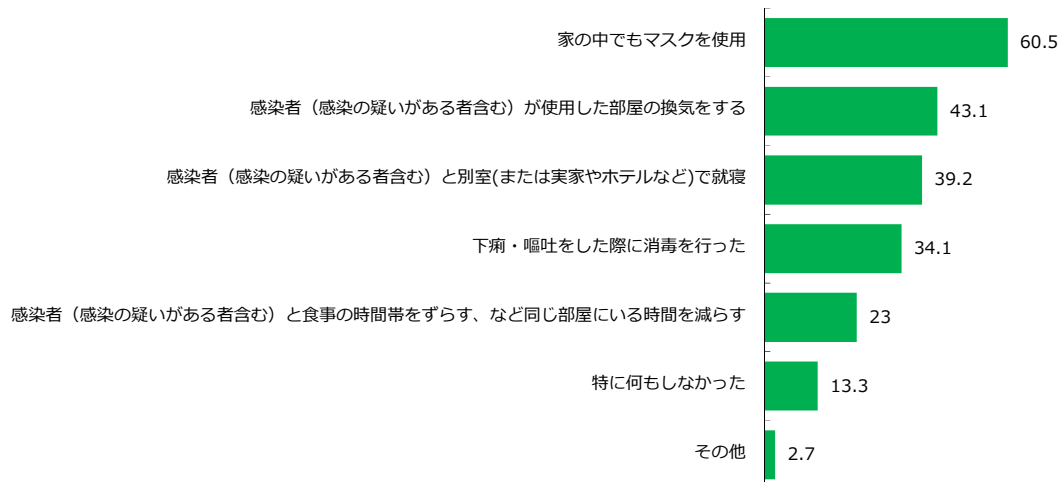 家の中でもマスクを使用 60.5
感染者（感染の疑いがある者含む）が使用した部屋の換気をする 43.1
感染者（感染の疑いがある者含む）と別室(または実家やホテルなど)で就寝 39.2
下痢・嘔吐をした際に消毒を行った 34.1
感染者（感染の疑いがある者含む）と食事の時間帯をずらす、など同じ部屋にいる時間を減らす 23
特に何もしなかった 13.3
その他 2.7